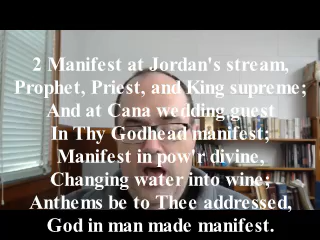 2 Manifest at Jordan's stream,
Prophet, Priest, and King supreme;
And at Cana wedding guest
In Thy Godhead manifest;
Manifest in pow'r divine,
Changing water into wine;
Anthems be to Thee addressed,
God in man made manifest.